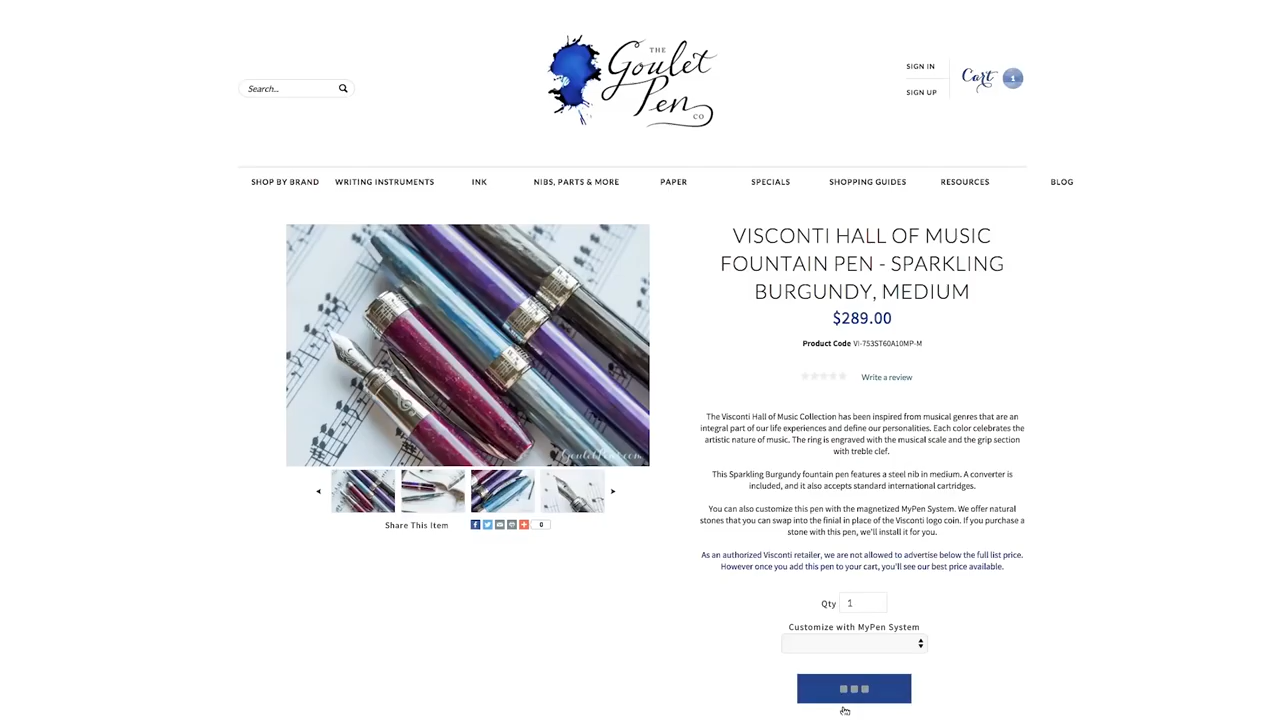 Search...
THE
Goulet
Pen
CO
SIGN IN
SIGN UP
Cart 1
SHOP BY BRAND WRITING INSTRUMENTS INK NIBS, PARTS & MORE PAPER SPECIALS SHOPPING GUIDES RESOURCES BLOG
GouletPen.com
Share This Item 0
VISCONTI HALL OF MUSIC
FOUNTAIN PEN - SPARKLING
BURGUNDY, MEDIUM
$289.00
Product Code VI-753ST60A10MP-M
Write a review
The Visconti Hall of Music Collection has been inspired from musical genres that are an
integral part of our life experiences and define our personalities. Each color celebrates the
artistic nature of music. The ring is engraved with the musical scale and the grip section
with treble clef.
This Sparkling Burgundy fountain pen features a steel nib in medium. A converter is
included, and it also accepts standard international cartridges.
You can also customize this pen with the magnetized MyPen System. We offer natural
stones that you can swap into the finial in place of the Visconti logo coin. If you purchase a
stone with this pen, we'll install it for you.
As an authorized Visconti retailer, we are not allowed to advertise below the full list price.
However once you add this pen to your cart, you'll see our best price available.
Qty 1
Customize with MyPen System